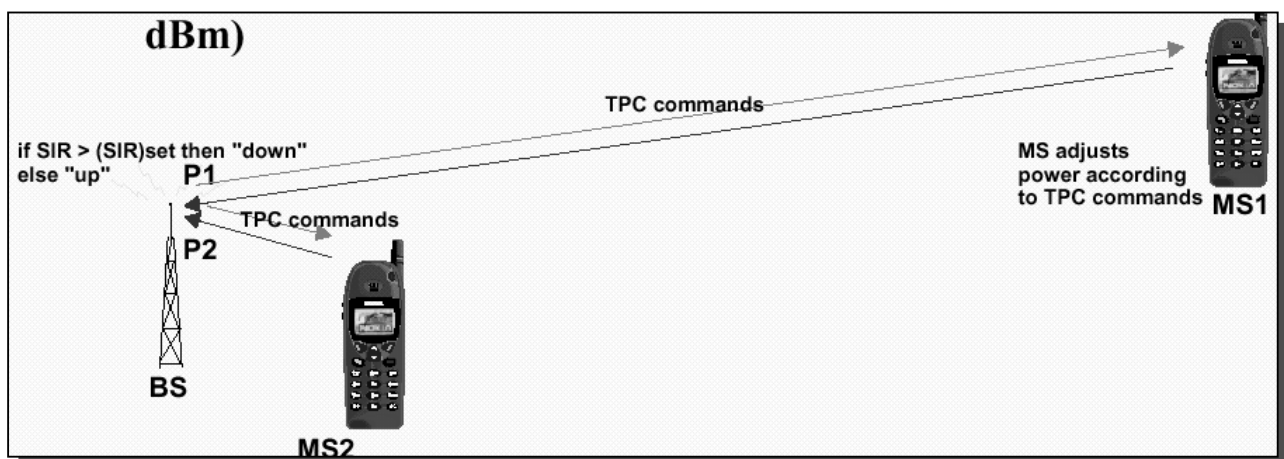 dBm)
TPC commands
if SIR > (SIR)set then "down"
else "up"
P1
MS adjusts
power according
to TPC commands
MS1
TPC commands
P2
BS
MS2